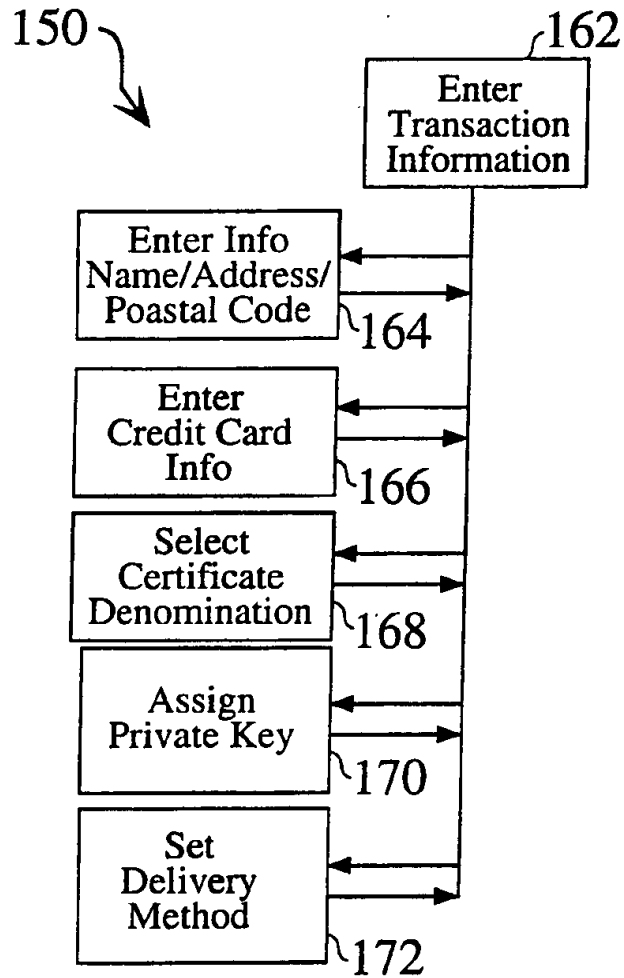 150
162
Enter
Transaction
Information
Enter Info
Name/Address/
Poastal Code
164
Enter
Credit Card
Info
166
Select
Certificate
Denomination
168
Assign
Private Key
170
Set
Delivery
Method
172